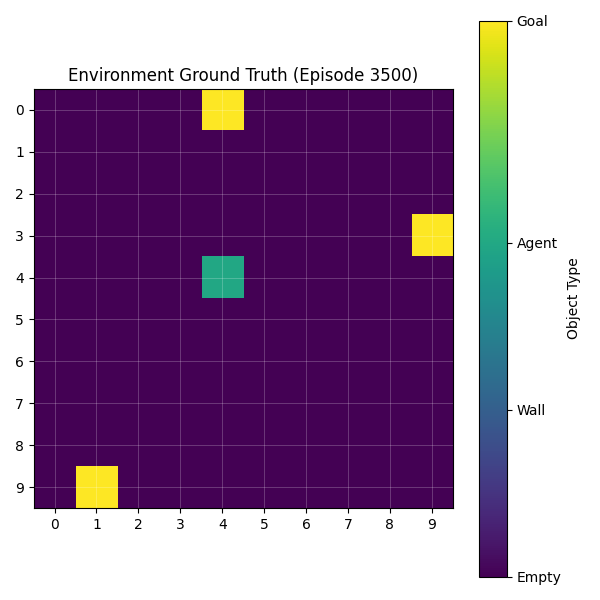 Environment Ground Truth (Episode 3500)
0
1
2
3
4
5
6
7
8
9
0 1 2 3 4 5 6 7 8 9
Goal
Agent
Wall
Empty
Object Type